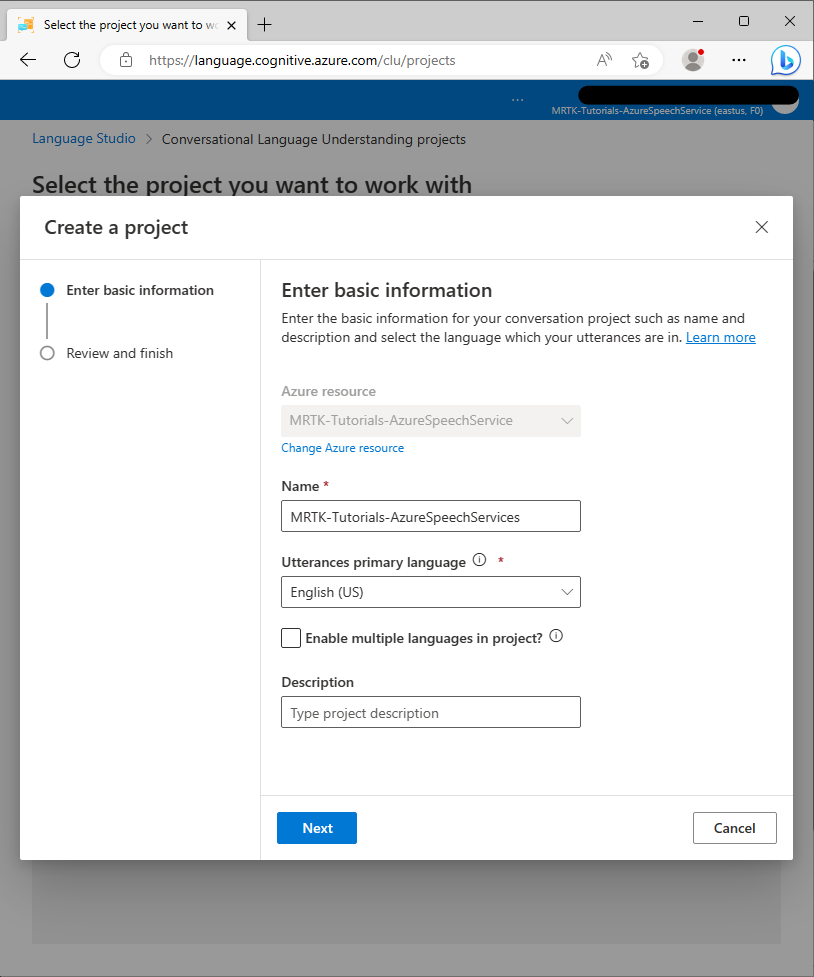 Select the project you want to wo
https://language.cognitive.azure.com/clu/projects
MRTK-Tutorials-AzureSpeechService (eastus, F0)
Language Studio > Conversational Language Understanding projects
Select the project you want to work with
Create a project
Enter basic information
Review and finish
Enter basic information
Enter the basic information for your conversation project such as name and
description and select the language which your utterances are in. Learn more
Azure resource
MRTK-Tutorials-AzureSpeechService
Change Azure resource
Name *
MRTK-Tutorials-AzureSpeechServices
Utterances primary language *
English (US)
Enable multiple languages in project?
Description
Type project description
Next
Cancel